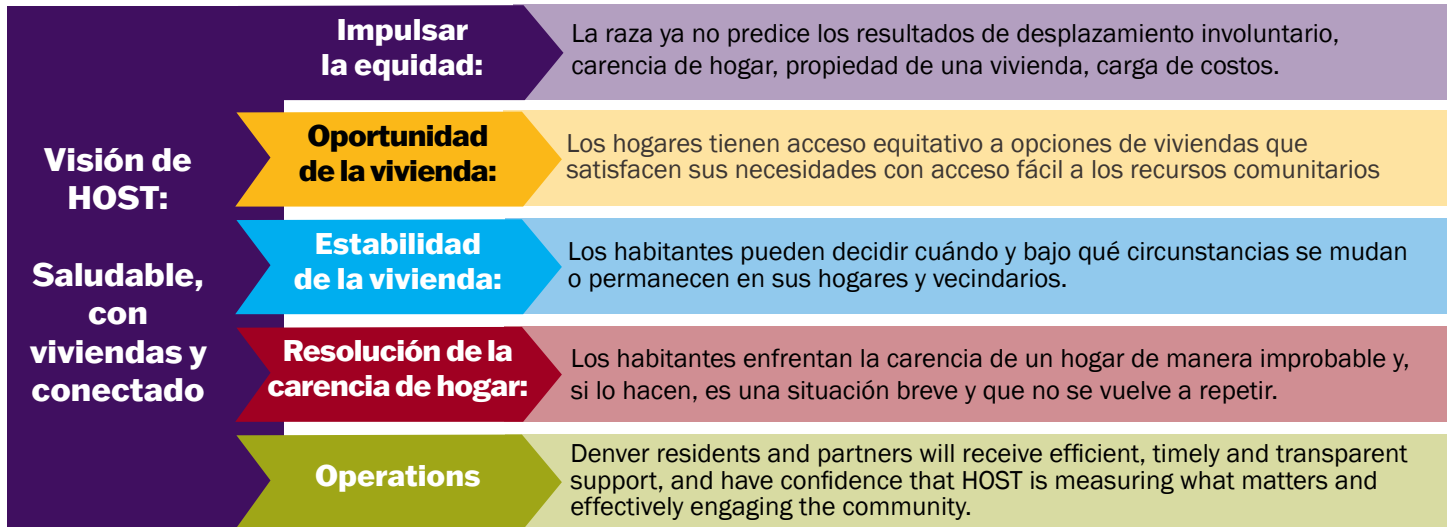 Visión de
HOST:
Saludable,
con
viviendas y
conectado
Impulsar
la equidad:
La raza ya no predice los resultados de desplazamiento involuntario,
carencia de hogar, propiedad de una vivienda, carga de costos.
Oportunidad
de la vivienda:
Los hogares tienen acceso equitativo a opciones de viviendas que
satisfacen sus necesidades con acceso fácil a los recursos comunitarios
Estabilidad
de la vivienda:
Los habitantes pueden decidir cuándo y bajo qué circunstancias se mudan
o permanecen en sus hogares y vecindarios.
Resolución de la
carencia de hogar:
Los habitantes enfrentan la carencia de un hogar de manera improbable y,
si lo hacen, es una situación breve y que no se vuelve a repetir.
Operations
Denver residents and partners will receive efficient, timely and transparent
support, and have confidence that HOST is measuring what matters and
effectively engaging the community.